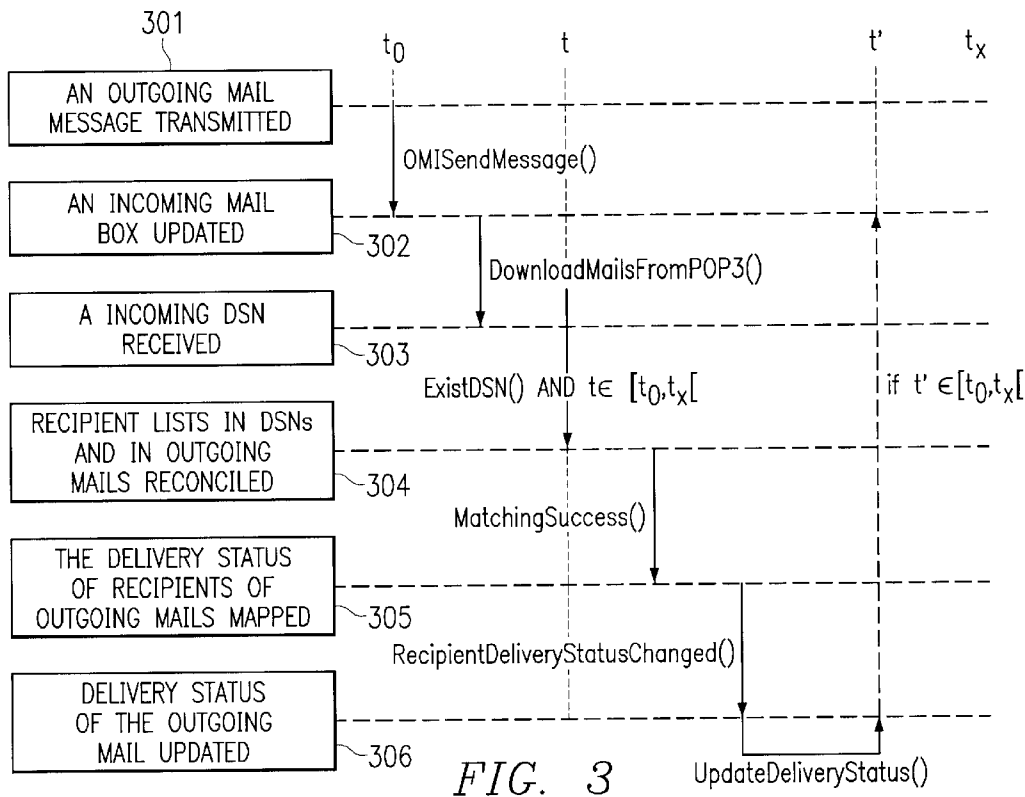 301
t0
t
t'
tx
AN OUTGOING MAIL
MESSAGE TRANSMITTED
OMISendMessage()
AN INCOMING MAIL
BOX UPDATED
302
DownloadMailsFromPOP3()
A INCOMING DSN
RECEIVED
303
ExistDSN() AND t∈ [t0,tx[
if t' ∈[t0,tx[
RECIPIENT LISTS IN DSNs
AND IN OUTGOING
MAILS RECONCILED
304
MatchingSuccess()
THE DELIVERY STATUS
OF RECIPIENTS OF
OUTGOING MAILS MAPPED
305
RecipientDeliveryStatusChanged()
DELIVERY STATUS
OF THE OUTGOING
MAIL UPDATED
306
UpdateDeliveryStatus()
FIG. 3